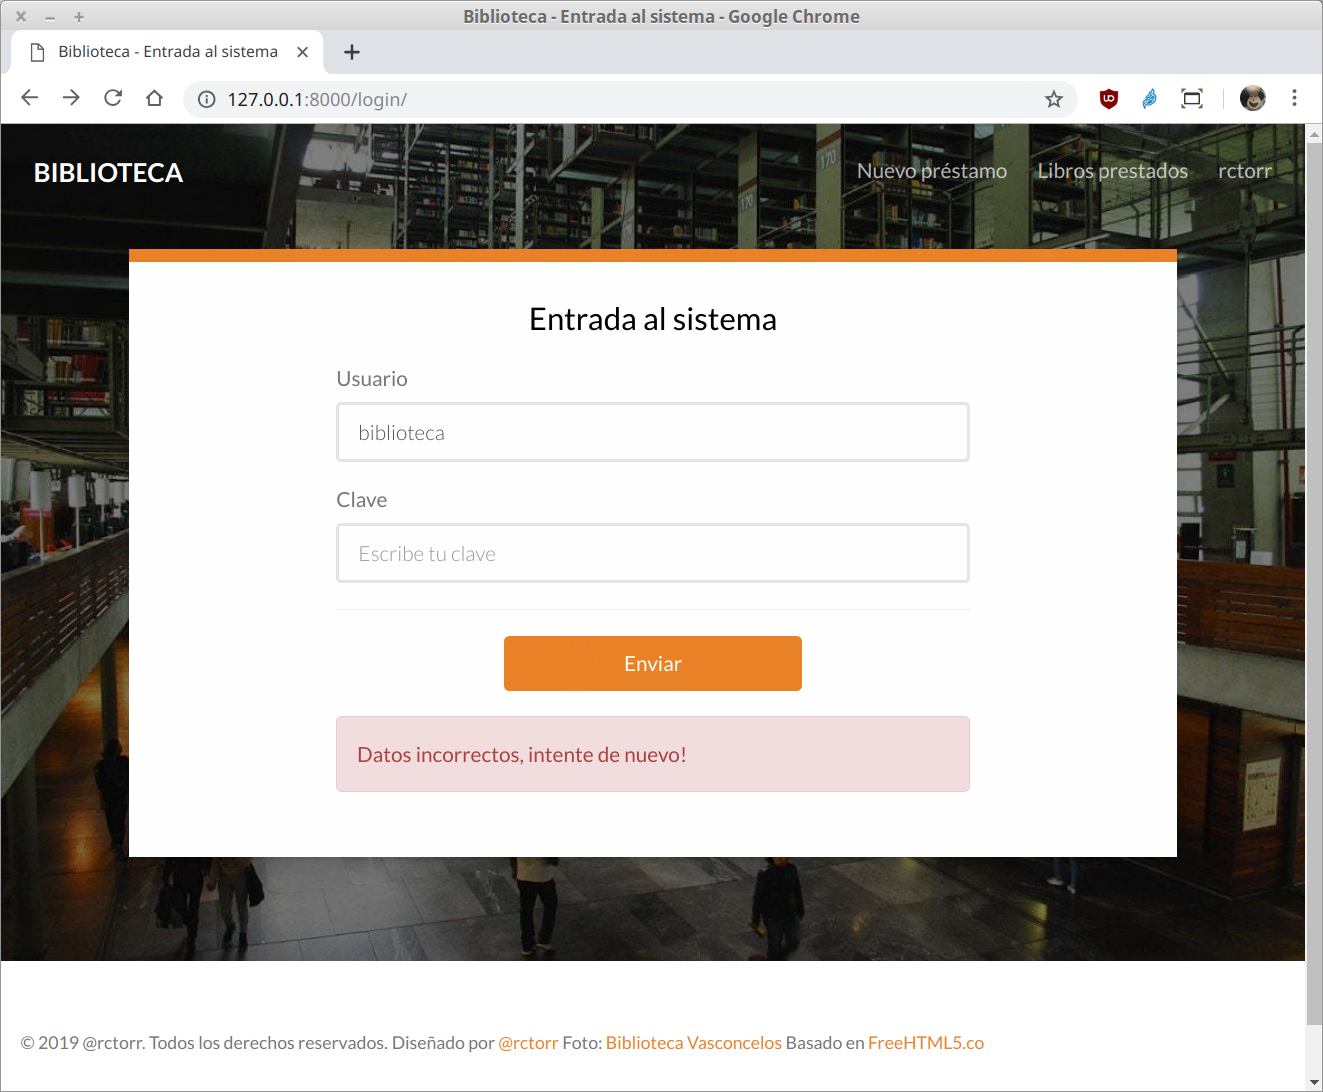 Biblioteca - Entrada al sistema - Google Chrome
Biblioteca - Entrada al sistema
127.0.0.1:8000/login/
BIBLIOTECA
Nuevo préstamo Libros prestados rctorr
170
170
Entrada al sistema
Usuario
biblioteca
Clave
Escribe tu clave
Enviar
Datos incorrectos, intente de nuevo!
© 2019 @rctorr. Todos los derechos reservados. Diseñado por @rctorr Foto: Biblioteca Vasconcelos Basado en FreeHTML5.co